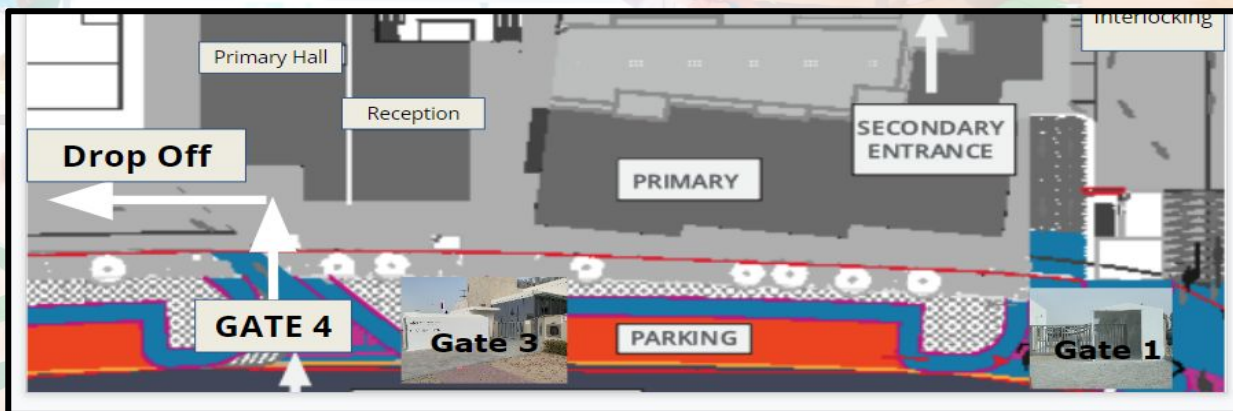 Interlocking
Primary Hall
Reception
SECONDARY
ENTRANCE
Drop Off
PRIMARY
GATE 4
Gate 3
PARKING
Gate 1